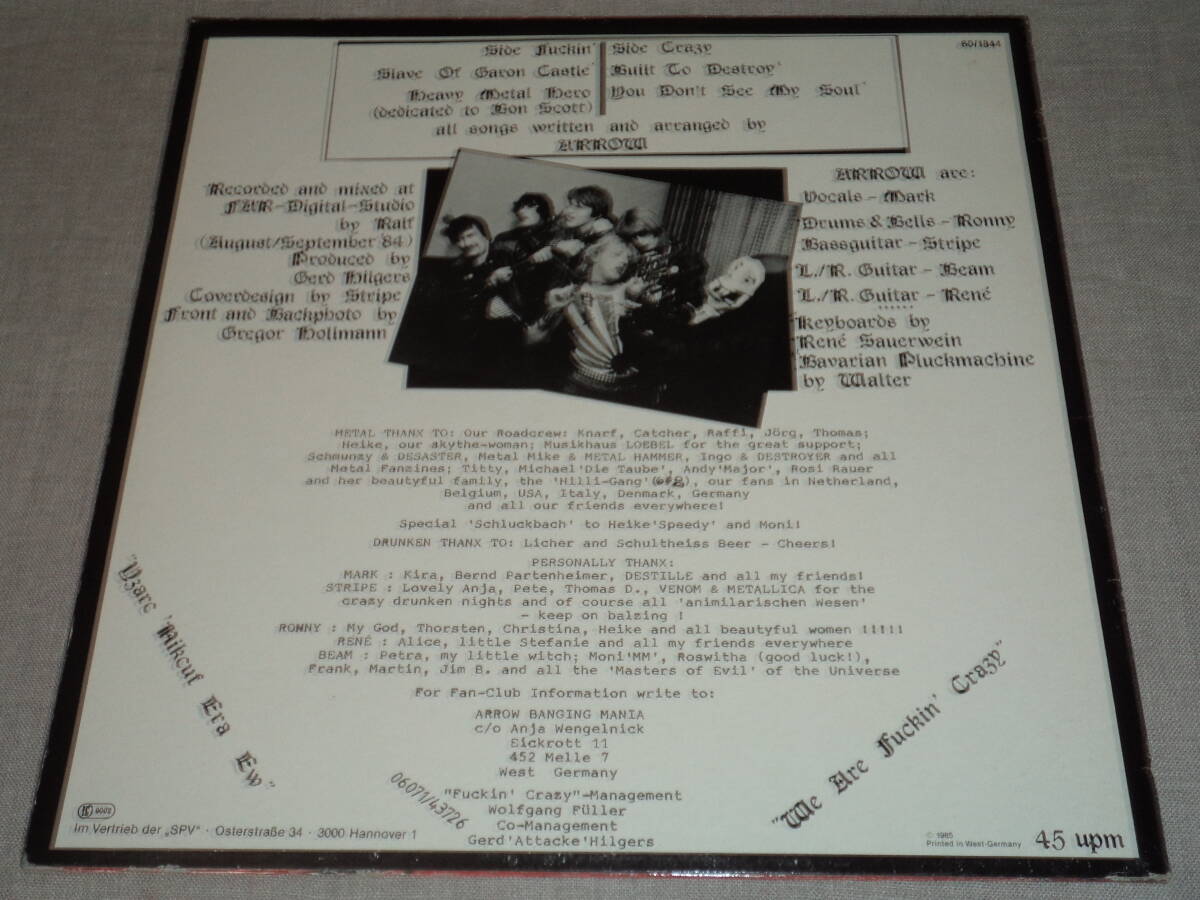 60/1844
Side Fuckin'
Slave Of Garon Castle
Heavy Metal Hero
(dedicated to Bon Scott)
Side Crazy
Built To Destroy
You Don't See My Soul
all songs written and arranged by
ARROW
Recorded and mixed at
FAR-Digital-Studio
by Ralf
(August/September '84)
Produced by
Gerd Hilgers
Coverdesign by Stripe
Front and Backphoto by
Gregor Hollmann
ARROW are:
Vocals - Mark
Drums & Bells - Ronny
Bassguitar - Stripe
L./R. Guitar - Beam
L./R. Guitar - René
......
Keyboards by
René Sauerwein
Bavarian Pluckmachine
by Walter
METAL THANX TO: Our Roadcrew: Knarf, Catcher, Raffi, Jörg, Thomas;
Heike, our skythe-woman; Musikhaus LOEBEL for the great support;
Schmunzy & DESASTER, Metal Mike & METAL HAMMER, Ingo & DESTROYER and all
Metal Fanzines; Titty, Michael'Die Taube', Andy'Major', Rosi Rauer
and her beautyful family, the 'Hilli-Gang', our fans in Netherland,
Belgium, USA, Italy, Denmark, Germany
and all our friends everywhere!
Special 'Schluckbach' to Heike'Speedy' and Moni!
DRUNKEN THANX TO: Licher and Schultheiss Beer - Cheers!
PERSONALLY THANX:
MARK : Kira, Bernd Partenheimer, DESTILLE and all my friends!
STRIPE : Lovely Anja, Pete, Thomas D., VENOM & METALLICA for the
crazy drunken nights and of course all 'animilarischen Wesen'
- keep on balzing !
RONNY : My God, Thorsten, Christina, Heike and all beautyful women !!!!!
RENÉ : Alice, little Stefanie and all my friends everywhere
BEAM : Petra, my little witch; Moni'MM', Roswitha (good luck!),
Frank, Martin, Jim B. and all the 'Masters of Evil' of the Universe
For Fan-Club Information write to:
ARROW BANGING MANIA
c/o Anja Wengelnick
Eickrott 11
452 Melle 7
West Germany
"Fuckin' Crazy"-Management
Wolfgang Füller
Co-Management
Gerd'Attacke'Hilgers
06071/43726
"Yzarc 'Nikcuf Era Ew"
"We Are Fuckin' Crazy"
Im Vertrieb der „SPV" · Osterstraße 34 · 3000 Hannover 1
© 1985
Printed in West-Germany
45 upm